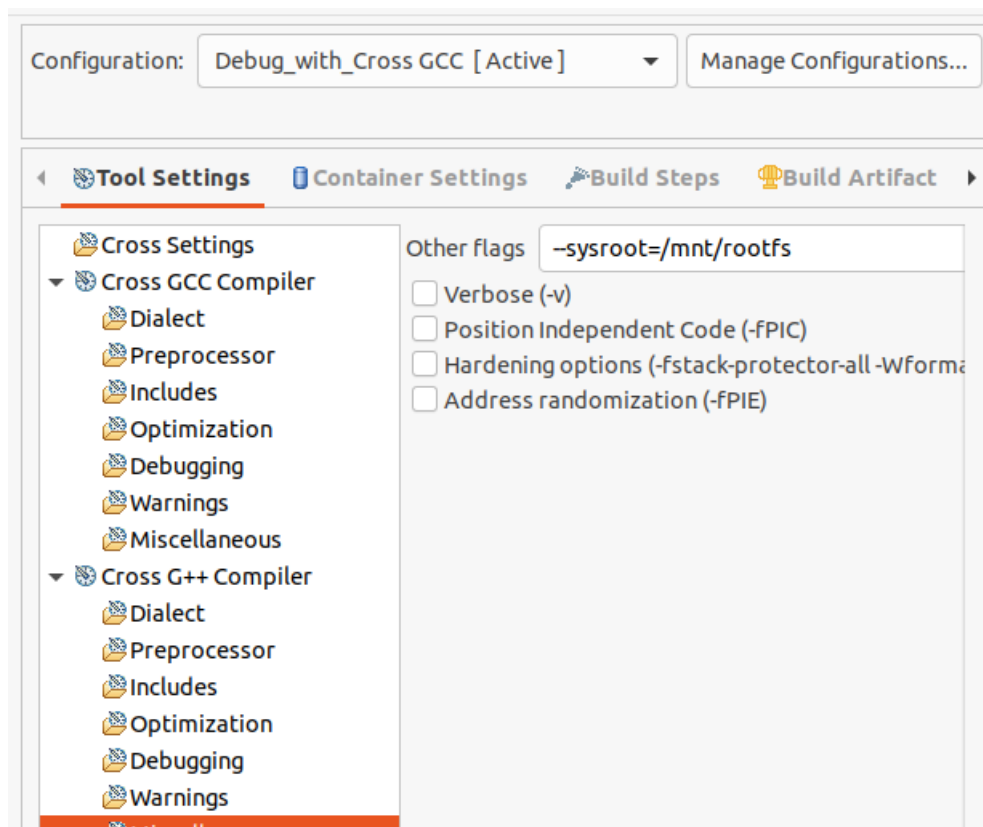 Configuration: Debug_with_Cross GCC [ Active ] Manage Configurations...
Tool Settings Container Settings Build Steps Build Artifact
Cross Settings
Cross GCC Compiler
Dialect
Preprocessor
Includes
Optimization
Debugging
Warnings
Miscellaneous
Cross G++ Compiler
Dialect
Preprocessor
Includes
Optimization
Debugging
Warnings
Other flags --sysroot=/mnt/rootfs
Verbose (-v)
Position Independent Code (-fPIC)
Hardening options (-fstack-protector-all -Wforma
Address randomization (-fPIE)